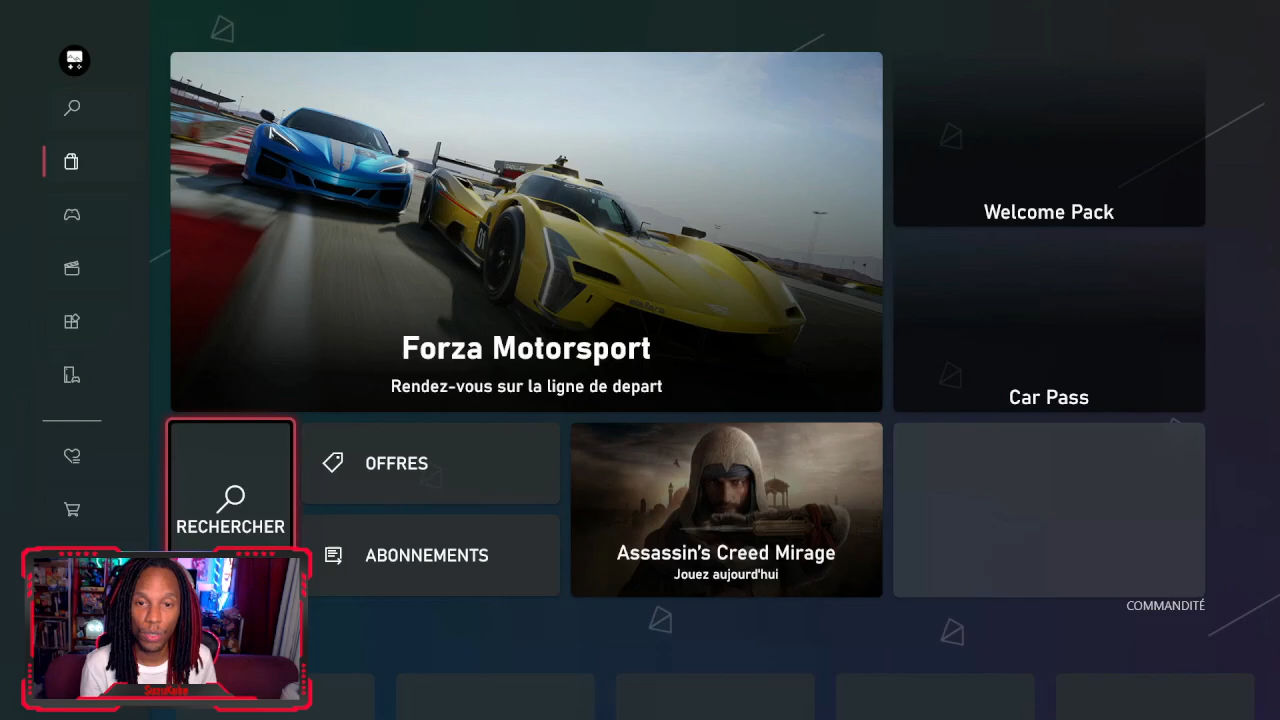 Welcome Pack
Forza Motorsport
Rendez-vous sur la ligne de depart
Car Pass
RECHERCHER
OFFRES
ABONNEMENTS
Assassin's Creed Mirage
Jouez aujourd'hui
COMMANDITÉ
01